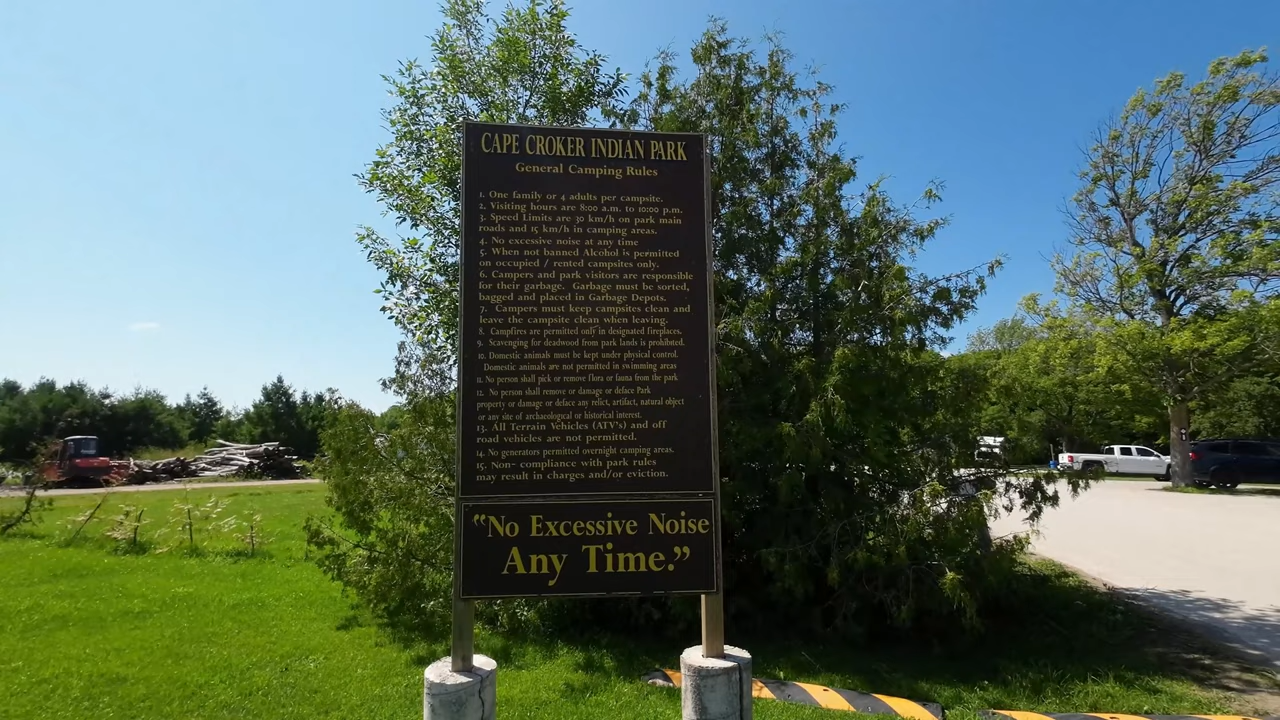 CAPE CROKER INDIAN PARK
General Camping Rules
1. One family or 4 adults per campsite.
2. Visiting hours are 8:00 a.m. to 10:00 p.m.
3. Speed Limits are 30 km/h on park main
roads and 15 km/h in camping areas.
4. No excessive noise at any time
5. When not banned Alcohol is permitted
on occupied / rented campsites only.
6. Campers and park visitors are responsible
for their garbage. Garbage must be sorted,
bagged and placed in Garbage Depots.
7. Campers must keep campsites clean and
leave the campsite clean when leaving.
8. Campfires are permitted only in designated fireplaces.
9. Scavenging for deadwood from park lands is prohibited.
10. Domestic animals must be kept under physical control.
Domestic animals are not permitted in swimming areas
11. No person shall pick or remove flora or fauna from the park
12. No person shall remove or damage or deface Park
property or damage or deface any relict, artifact, natural object
or any site of archaeological or historical interest.
13. All Terrain Vehicles (ATV's) and off
road vehicles are not permitted.
14. No generators permitted overnight camping areas.
15. Non- compliance with park rules
may result in charges and/or eviction.
"No Excessive Noise
Any Time."